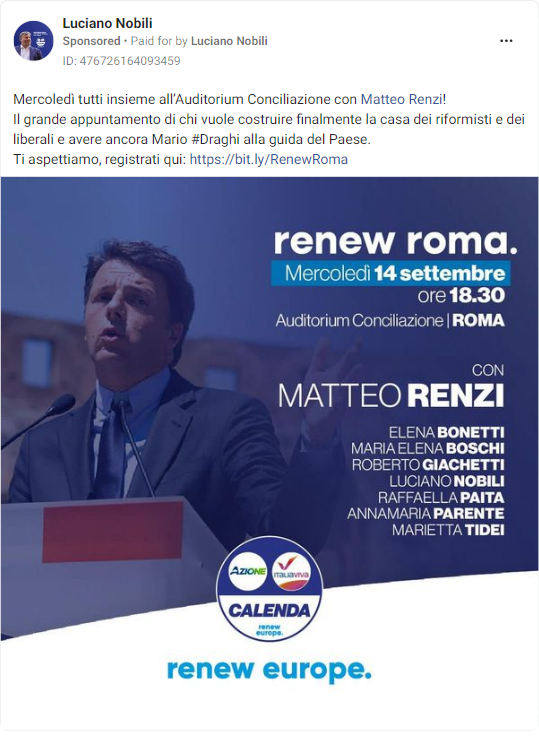 Luciano Nobili
Sponsored • Paid for by Luciano Nobili
ID: 476726164093459
Mercoledì tutti insieme all'Auditorium Conciliazione con Matteo Renzi!
Il grande appuntamento di chi vuole costruire finalmente la casa dei riformisti e dei
liberali e avere ancora Mario #Draghi alla guida del Paese.
Ti aspettiamo, registrati qui: https://bit.ly/RenewRoma
renew roma.
Mercoledì 14 settembre
ore 18.30
Auditorium Conciliazione | ROMA
CON
MATTEO RENZI
ELENA BONETTI
MARIA ELENA BOSCHI
ROBERTO GIACHETTI
LUCIANO NOBILI
RAFFAELLA PAITA
ANNAMARIA PARENTE
MARIETTA TIDEI
AZIONE
ITALIAVIVA
CALENDA
renew
europe.
renew europe.